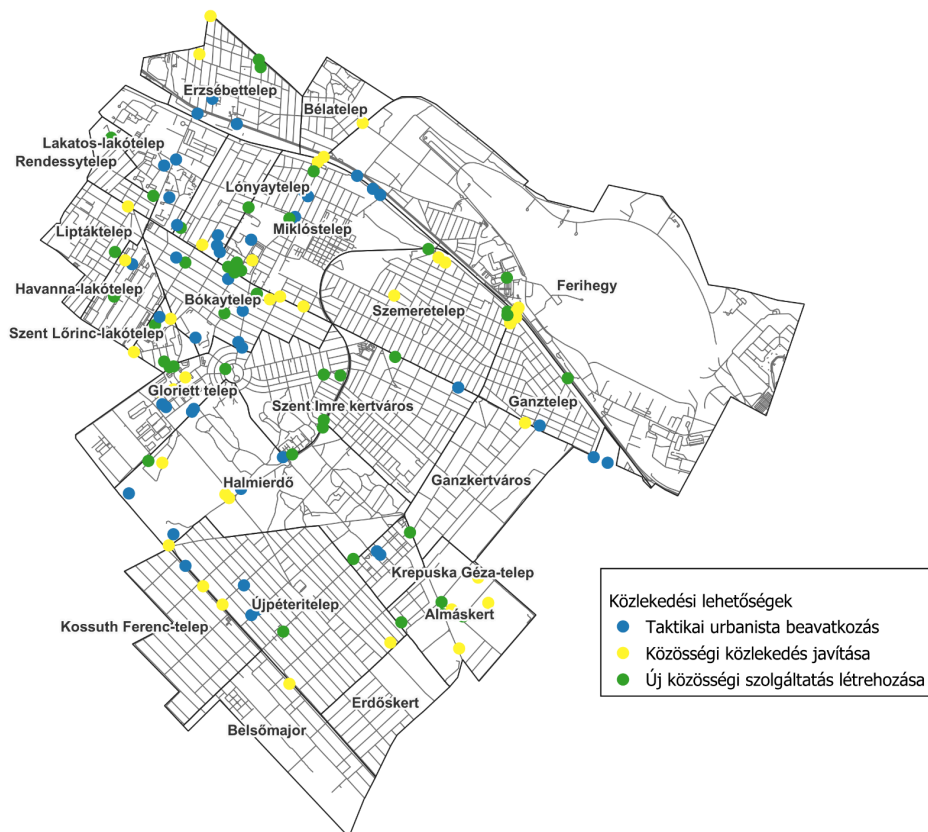 Erzsébettelep
Bélatelep
Lakatos-lakótelep
Rendessytelep
Lónyaytelep
Miklóstelep
Liptáktelep
Ferihegy
Havanna-lakótelep
Bókaytelep
Szemeretelep
Szent Lőrinc-lakótelep
Gloriett telep
Szent Imre kertváros
Ganztelep
Halmierdő
Ganzkertváros
Krepuska Géza-telep
Újpéteritelep
Almáskert
Kossuth Ferenc-telep
Erdőskert
Belsőmajor
Közlekedési lehetőségek
Taktikai urbanista beavatkozás
Közösségi közlekedés javítása
Új közösségi szolgáltatás létrehozása